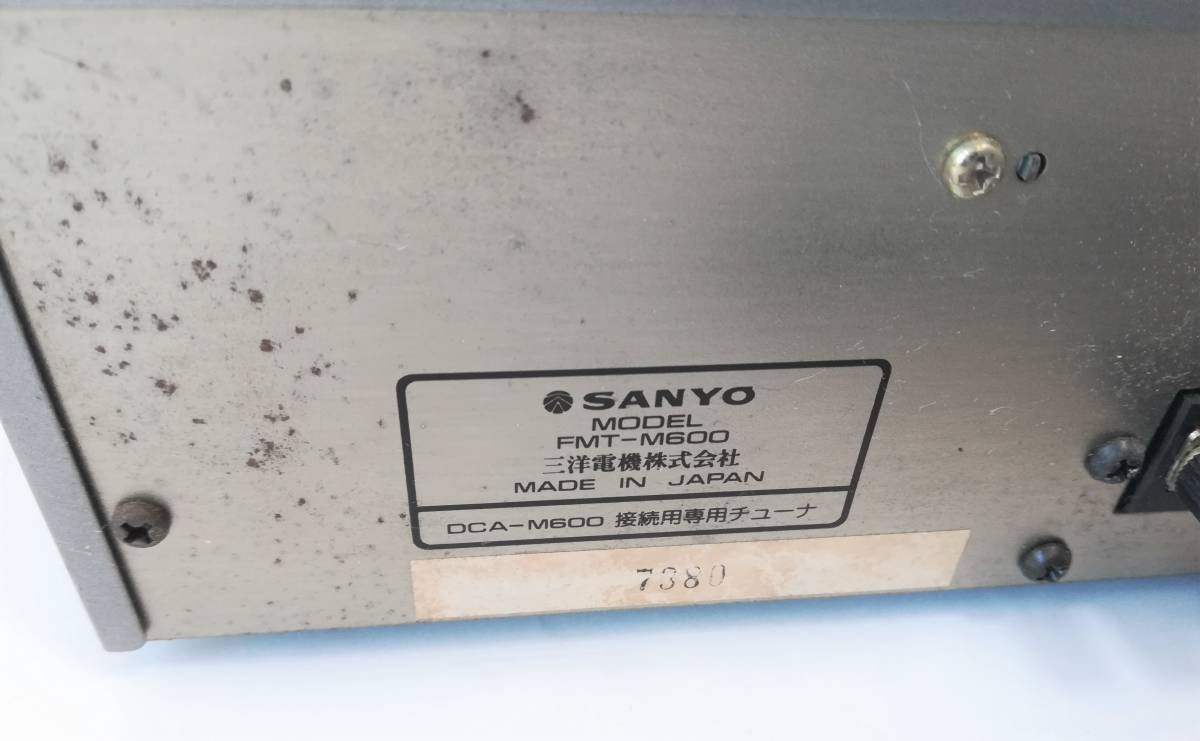 SANYO
MODEL
FMT-M600
三洋電機株式会社
MADE IN JAPAN
DCA-M600 接続用専用チューナ
7380